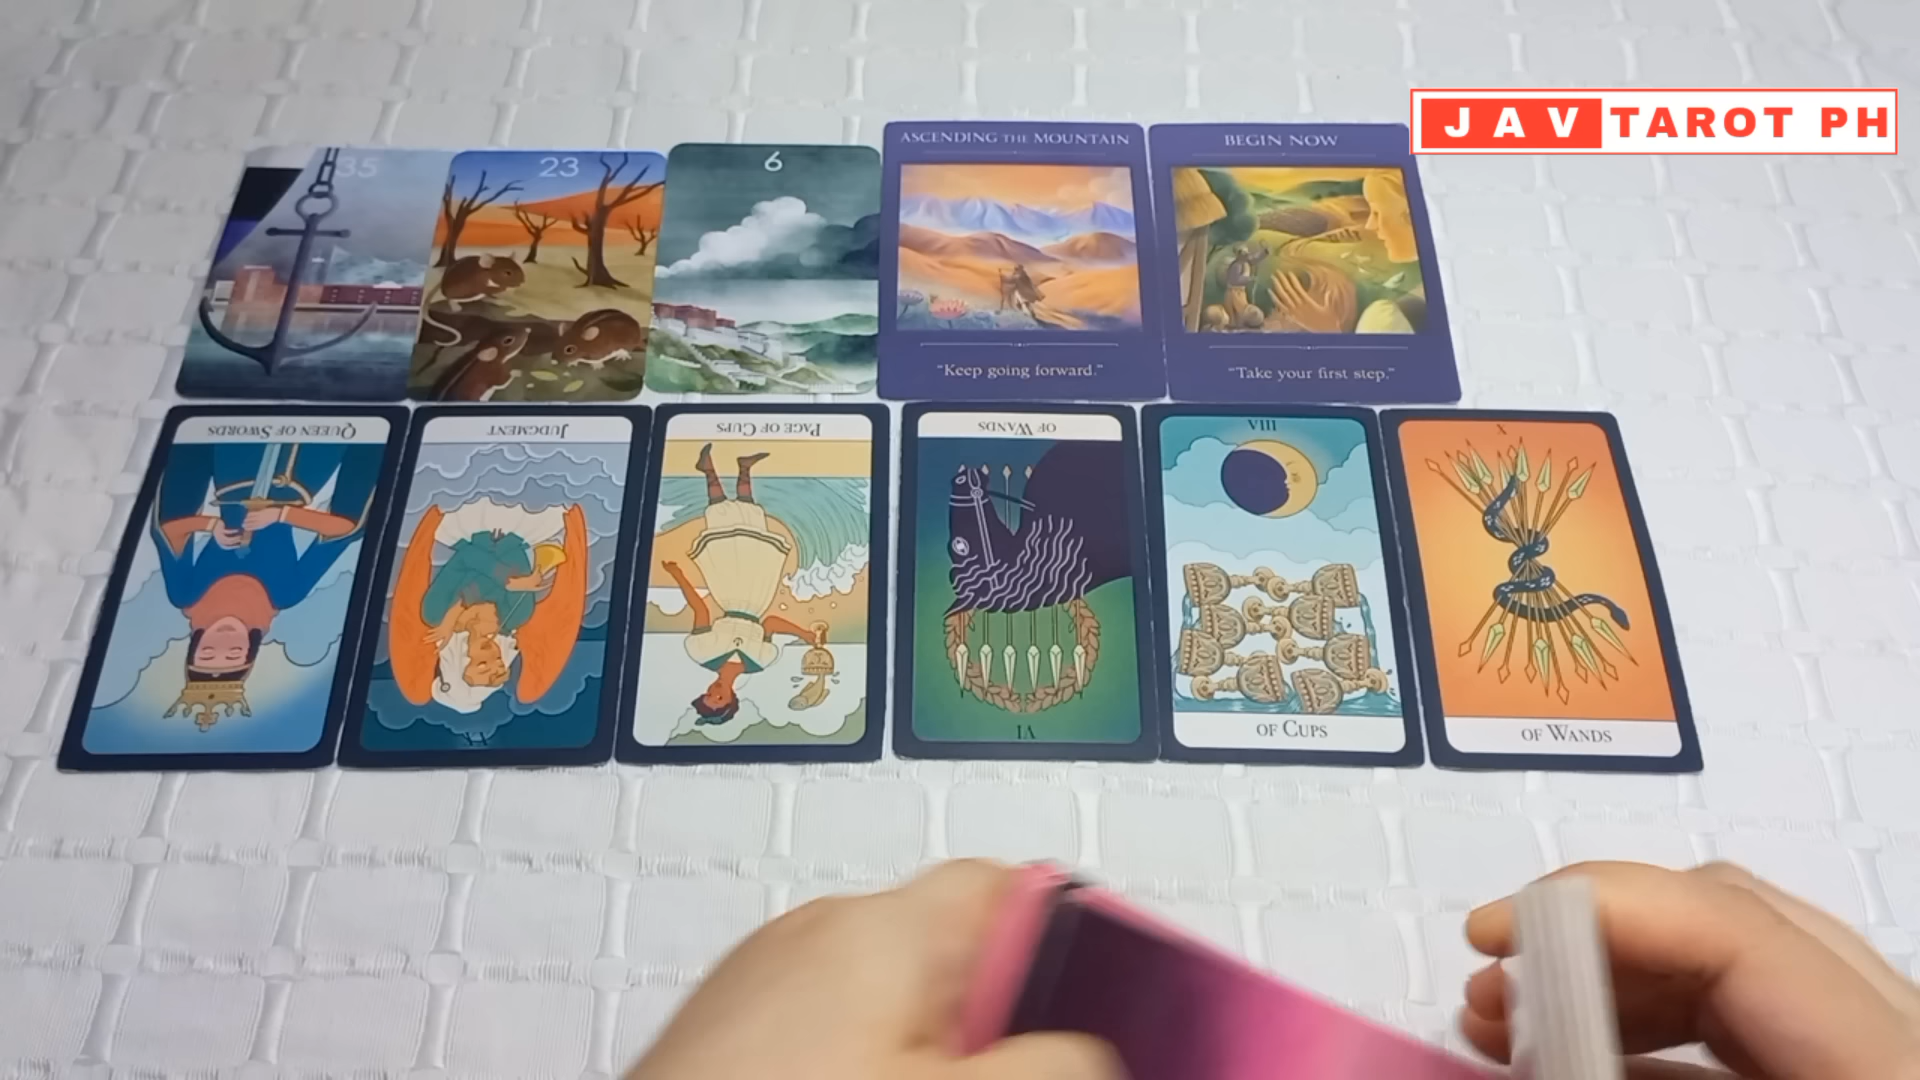 J A V TAROT PH
35
23
6
ASCENDING THE MOUNTAIN
BEGIN NOW
"Keep going forward."
"Take your first step."
QUEEN OF SWORDS
JUDGMENT
PAGE OF CUPS
OF WANDS
VI
VIII
OF CUPS
X
OF WANDS